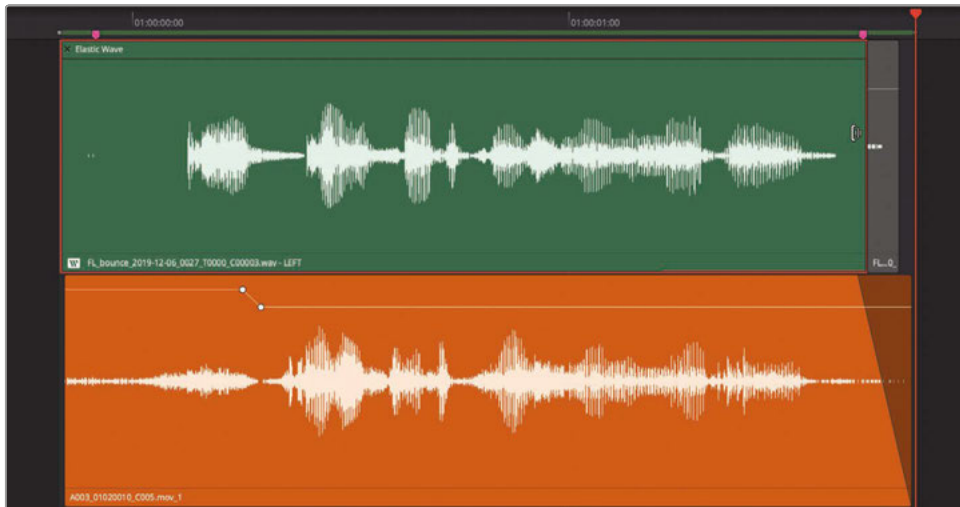 01:00:00:00
01:00:01:00
× Elastic Wave
W FL_bounce_2019-12-06_0027_T0000_C00003.wav - LEFT
FL...0_
A003_01020010_C005.mov_1